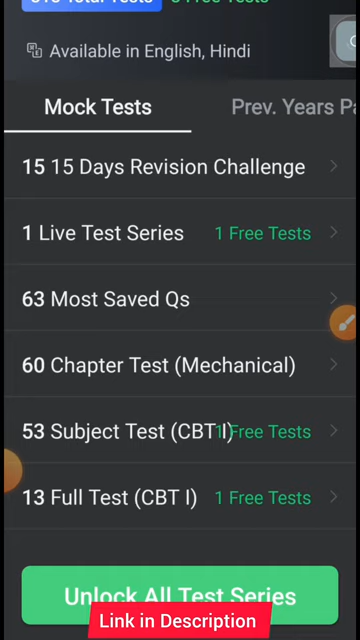 Available in English, Hindi
Mock Tests Prev. Years
15 15 Days Revision Challenge
1 Live Test Series 1 Free Tests
63 Most Saved Qs
60 Chapter Test (Mechanical)
53 Subject Test (CBT I) 1 Free Tests
13 Full Test (CBT I) 1 Free Tests
Unlock All Test Series
Link in Description